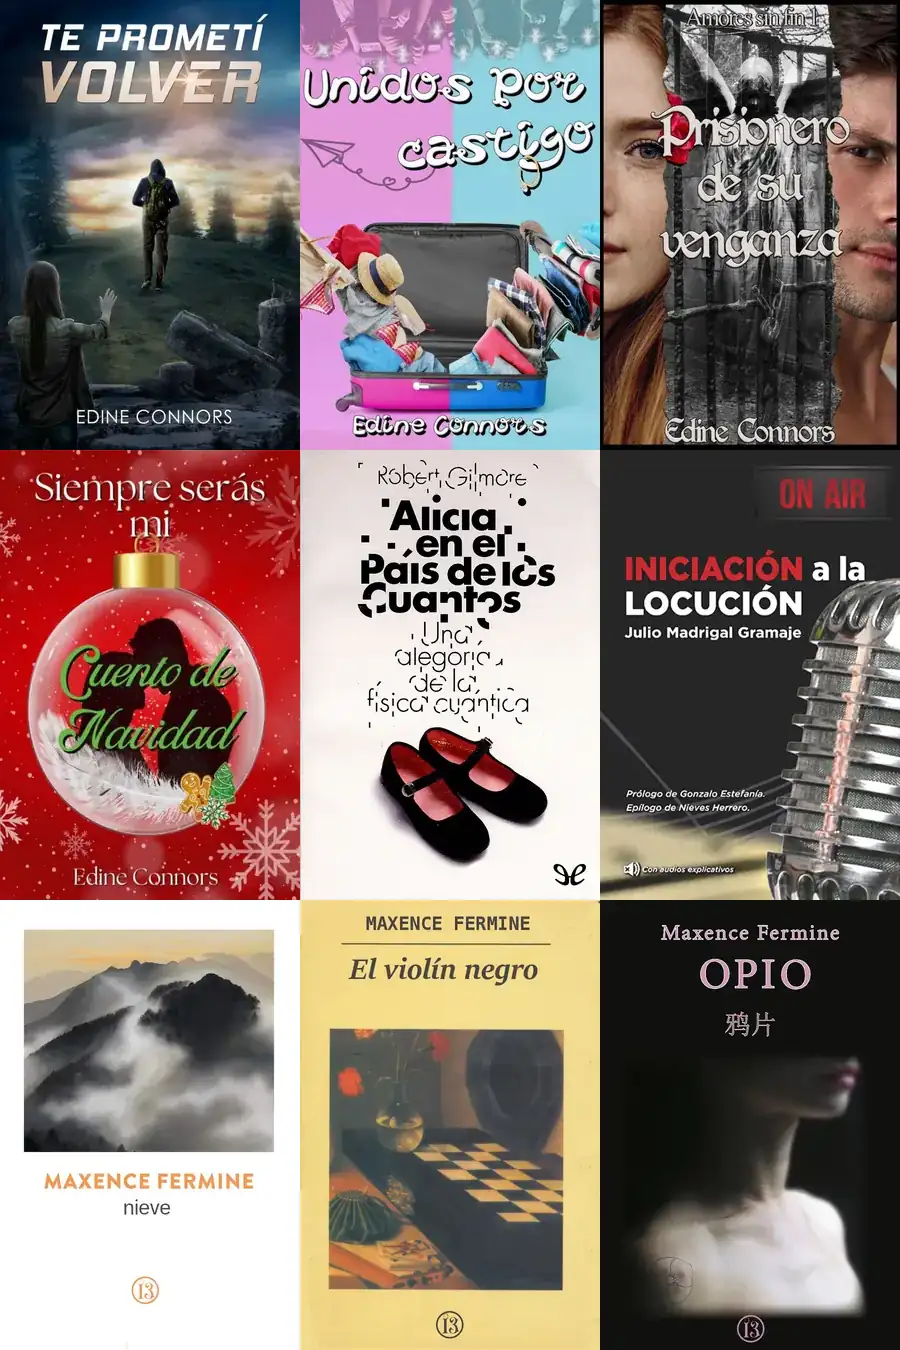 TE PROMETÍ
VOLVER
EDINE CONNORS
Unidos por
castigo
Edine Connors
Amores sin fin 1
Prisionero
de su
venganza
Edine Connors
Siempre serás
mi
Cuento de
Navidad
Edine Connors
Robert Gilmore
Alicia
en el
País de los
Cuantos
Una
alegoría
de la
física cuántica
ON AIR
INICIACIÓN a la
LOCUCIÓN
Julio Madrigal Gramaje
Prólogo de Gonzalo Estefanía.
Epílogo de Nieves Herrero.
Con audios explicativos
MAXENCE FERMINE
nieve
13
MAXENCE FERMINE
El violín negro
13
Maxence Fermine
OPIO
鸦片
13